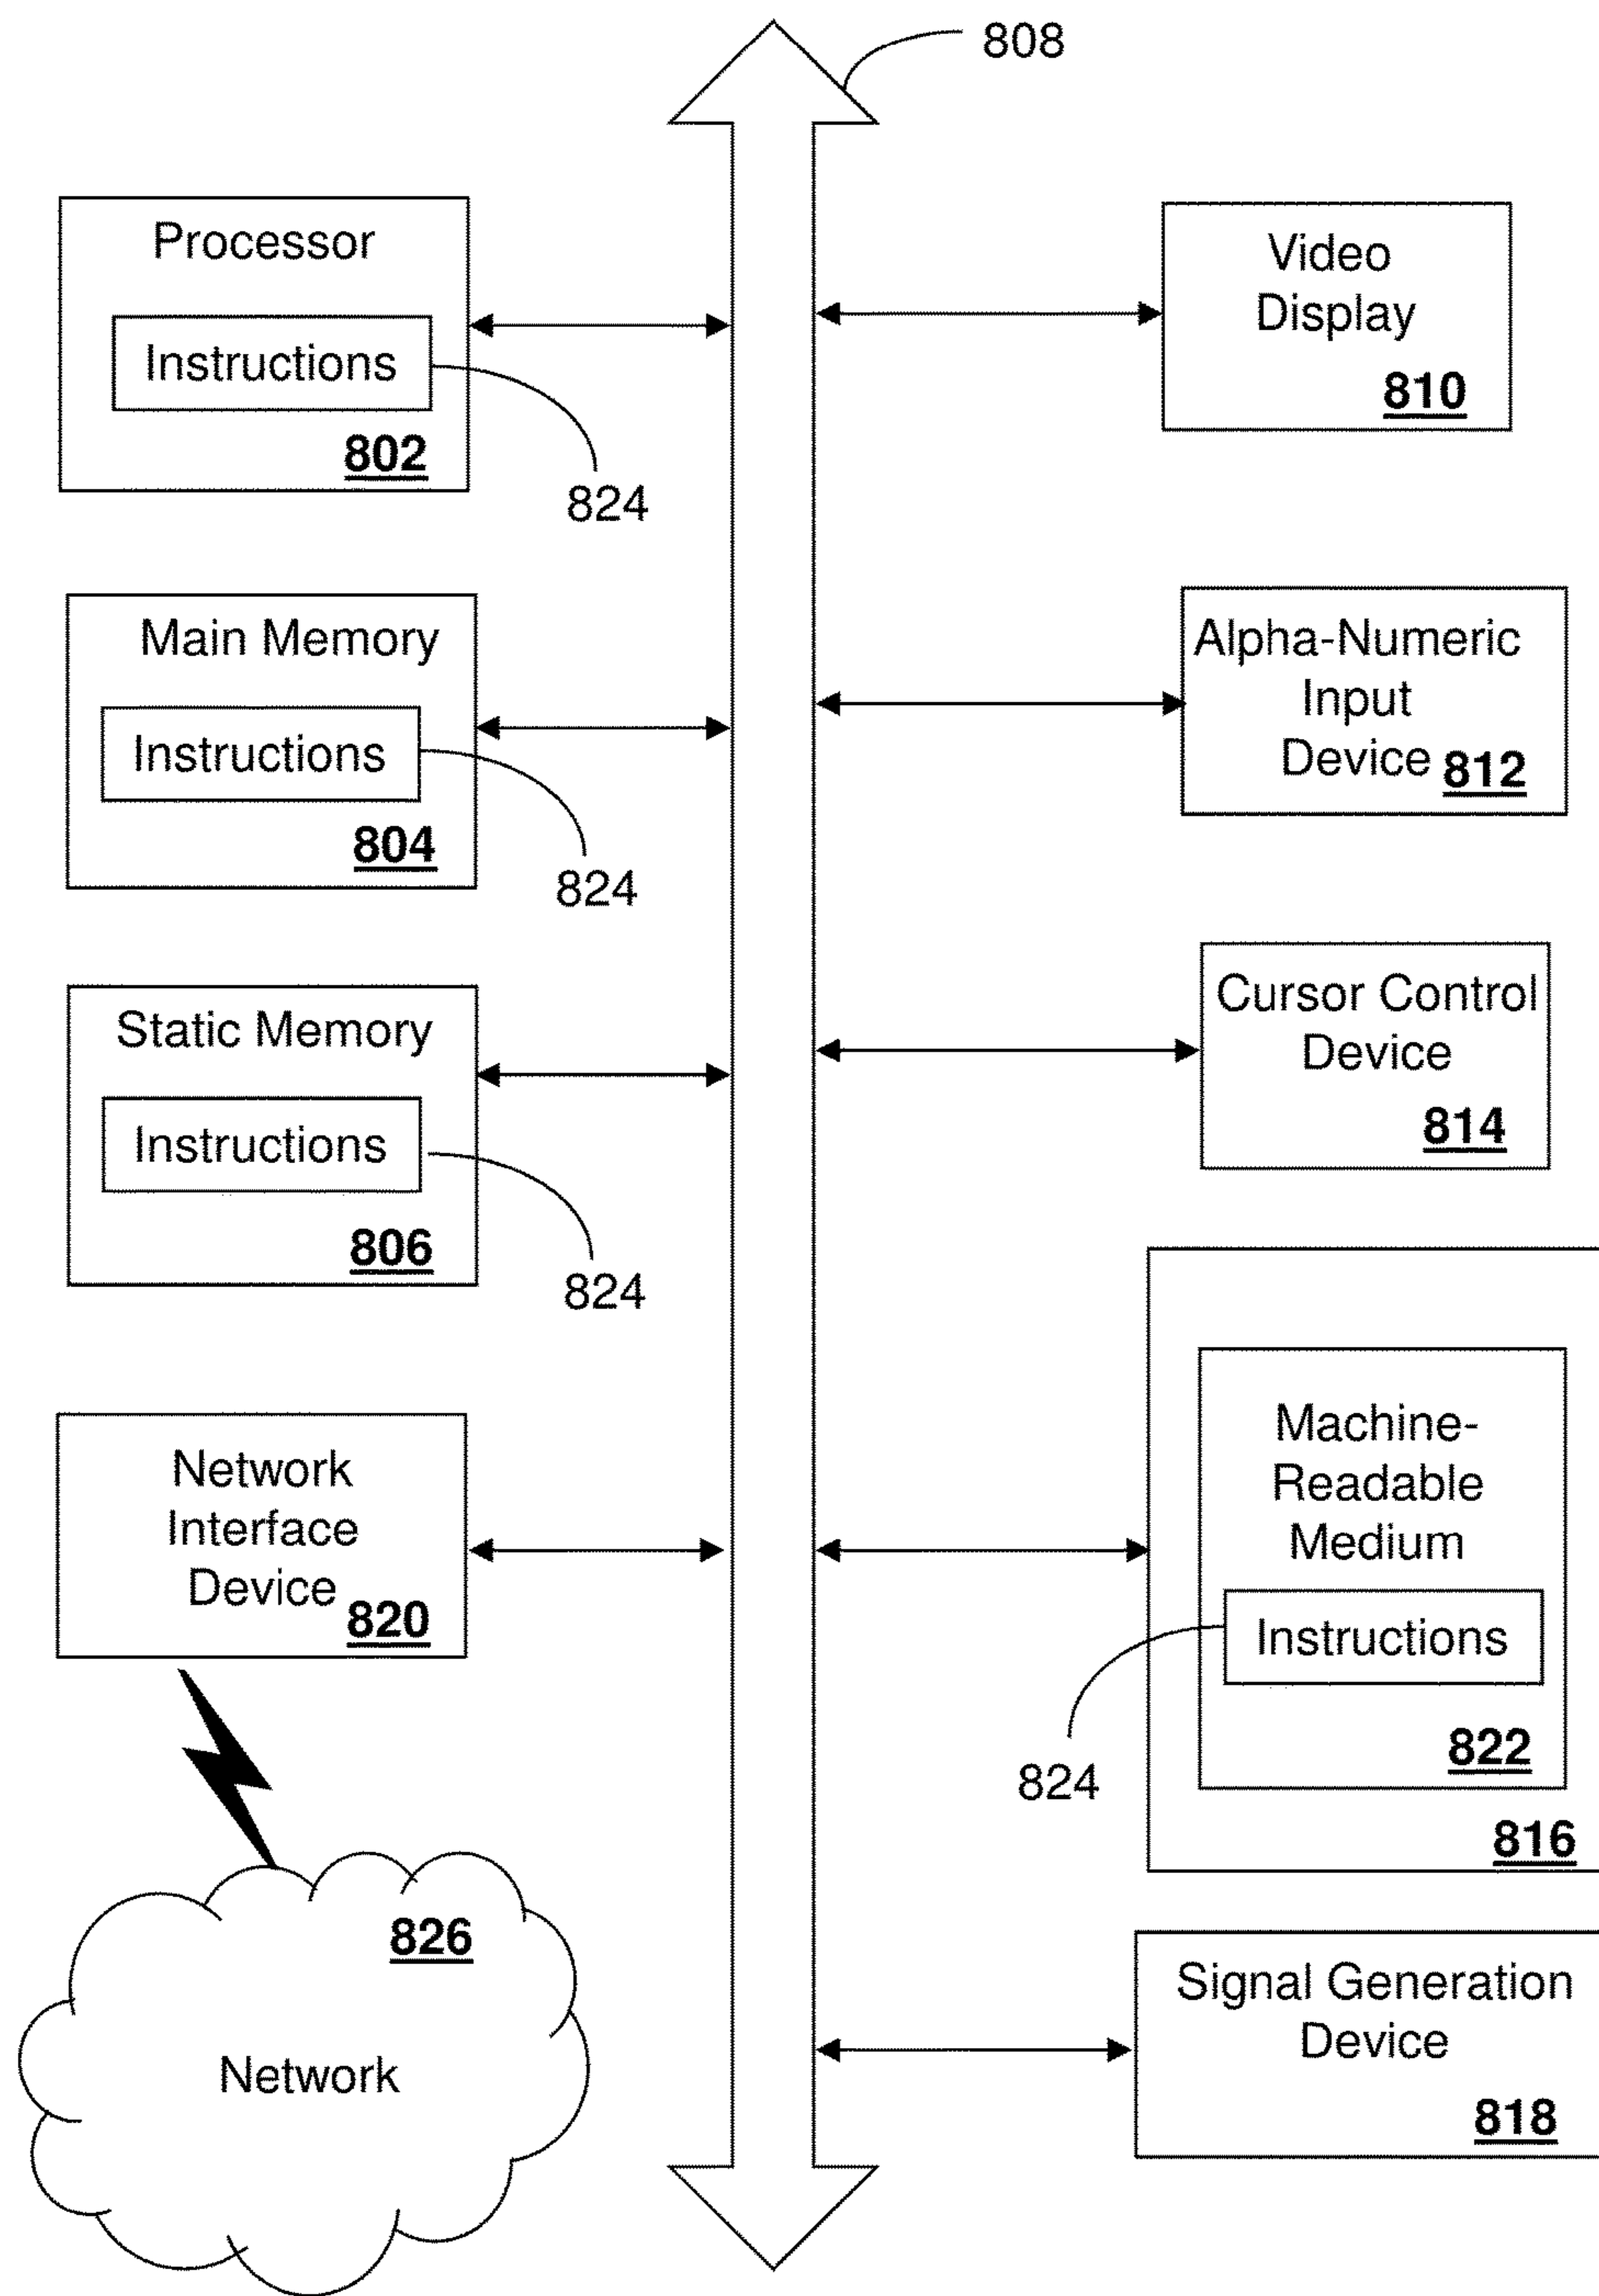 808
Processor
Instructions
802
824
Main Memory
Instructions
804
824
Static Memory
Instructions
806
824
Network
Interface
Device
820
826
Network
Video
Display
810
Alpha-Numeric
Input
Device
812
Cursor Control
Device
814
Machine-
Readable
Medium
Instructions
824
822
816
Signal Generation
Device
818